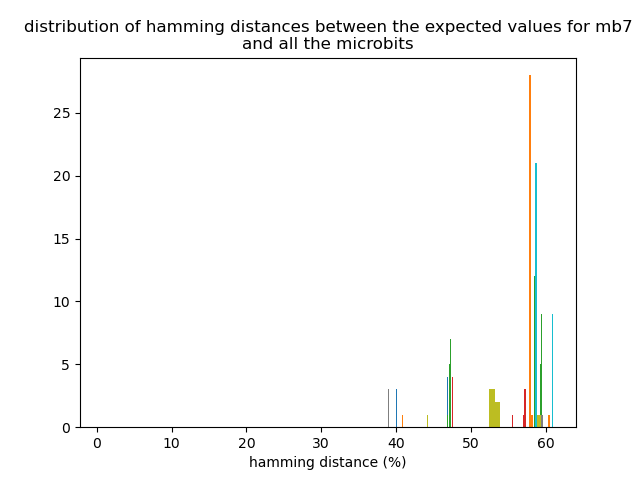 distribution of hamming distances between the expected values for mb7
and all the microbits
25
20
15
10
5
0
0 10 20 30 40 50 60
hamming distance (%)